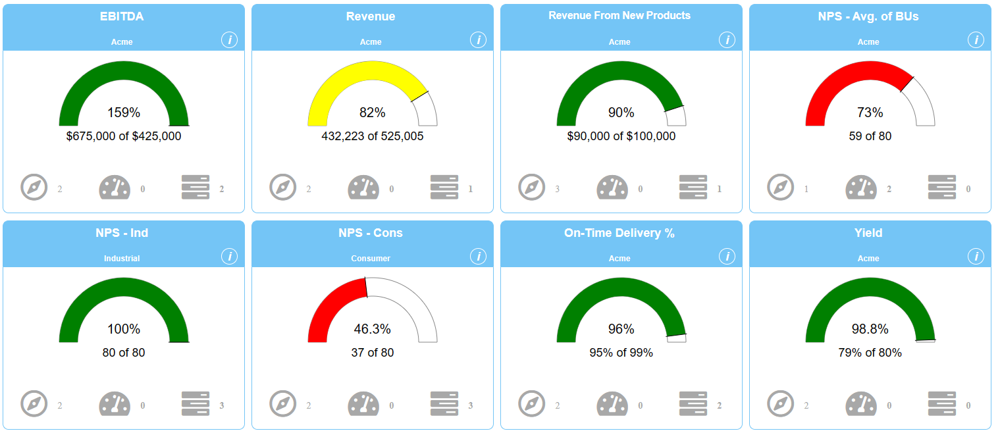 EBITDA
Acme
i
159%
$675,000 of $425,000
2
0
2
Revenue
Acme
i
82%
432,223 of 525,005
2
0
1
Revenue From New Products
Acme
i
90%
$90,000 of $100,000
3
0
1
NPS - Avg. of BUs
Acme
i
73%
59 of 80
1
2
0
NPS - Ind
Industrial
i
100%
80 of 80
2
0
3
NPS - Cons
Consumer
i
46.3%
37 of 80
2
0
3
On-Time Delivery %
Acme
i
96%
95% of 99%
2
0
2
Yield
Acme
i
98.8%
79% of 80%
2
0
0